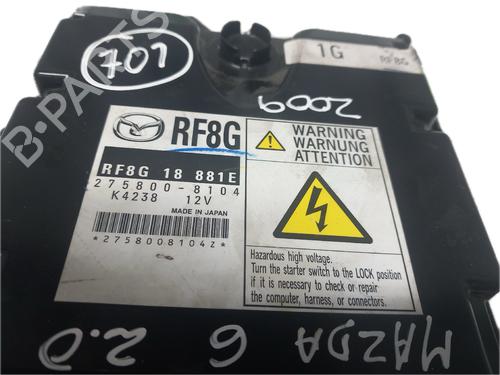 701
1G
RF8G
2009
RF8G
RF8G 18 881E
275800-8104
K4238 12V
MADE IN JAPAN
*2758008104Z*
WARNING
WARNUNG
ATTENTION
Hazardous high voltage.
Turn the starter switch to the LOCK position
if it is necessary to check or repair
the computer, harness, or connectors.
MAZDA 6 2.0
B-PARTS